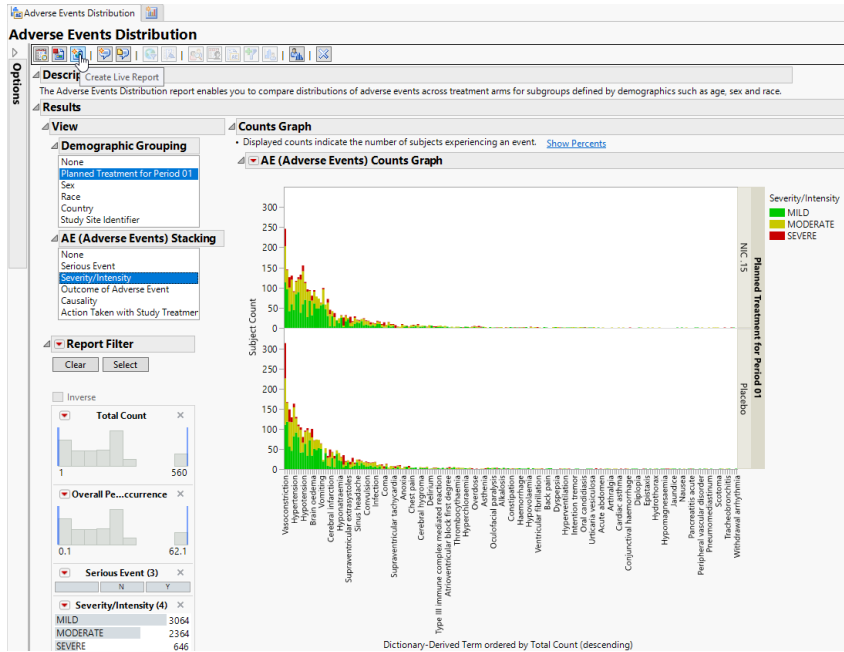 Adverse Events Distribution
Adverse Events Distribution
Options
Descrip
Create Live Report
The Adverse Events Distribution report enables you to compare distributions of adverse events across treatment arms for subgroups defined by demographics such as age, sex and race.
Results
View
Demographic Grouping
None
Planned Treatment for Period 01
Sex
Race
Country
Study Site Identifier
AE (Adverse Events) Stacking
None
Serious Event
Severity/Intensity
Outcome of Adverse Event
Causality
Action Taken with Study Treatmer
Report Filter
Clear
Select
Inverse
Total Count
1
560
Overall Pe...ccurrence
0.1
62.1
Serious Event (3)
N
Y
Severity/Intensity (4)
MILD 3064
MODERATE 2364
SEVERE 646
Counts Graph
• Displayed counts indicate the number of subjects experiencing an event. Show Percents
AE (Adverse Events) Counts Graph
Subject Count
300
250
200
150
100
50
0
300
250
200
150
100
50
0
NIC .15
Placebo
Planned Treatment for Period 01
Severity/Intensity
MILD
MODERATE
SEVERE
Vasoconstriction
Hypertension
Hypotension
Brain oedema
Vomiting
Cerebral infarction
Hyponatraemia
Supraventricular extrasystoles
Sinus headache
Convulsion
Infection
Coma
Supraventricular tachycardia
Anoxia
Chest pain
Cerebral hygroma
Delirium
Type III immune complex mediated reaction
Atrioventricular block first degree
Thrombocythaemia
Hyperchloraemia
Overdose
Asthenia
Oculofacial paralysis
Alkalosis
Constipation
Haemorrhage
Hypovolaemia
Ventricular fibrillation
Back pain
Dyspepsia
Hyperventilation
Intention tremor
Oral candidiasis
Urticaria vesiculosa
Acute abdomen
Arthralgia
Cardiac asthma
Conjunctival haemorrhage
Diplopia
Epistaxis
Hydrothorax
Hypomagnesaemia
Jaundice
Nausea
Pancreatitis acute
Peripheral vascular disorder
Pneumomediastinum
Scotoma
Tracheobronchitis
Withdrawal arrhythmia
Dictionary-Derived Term ordered by Total Count (descending)